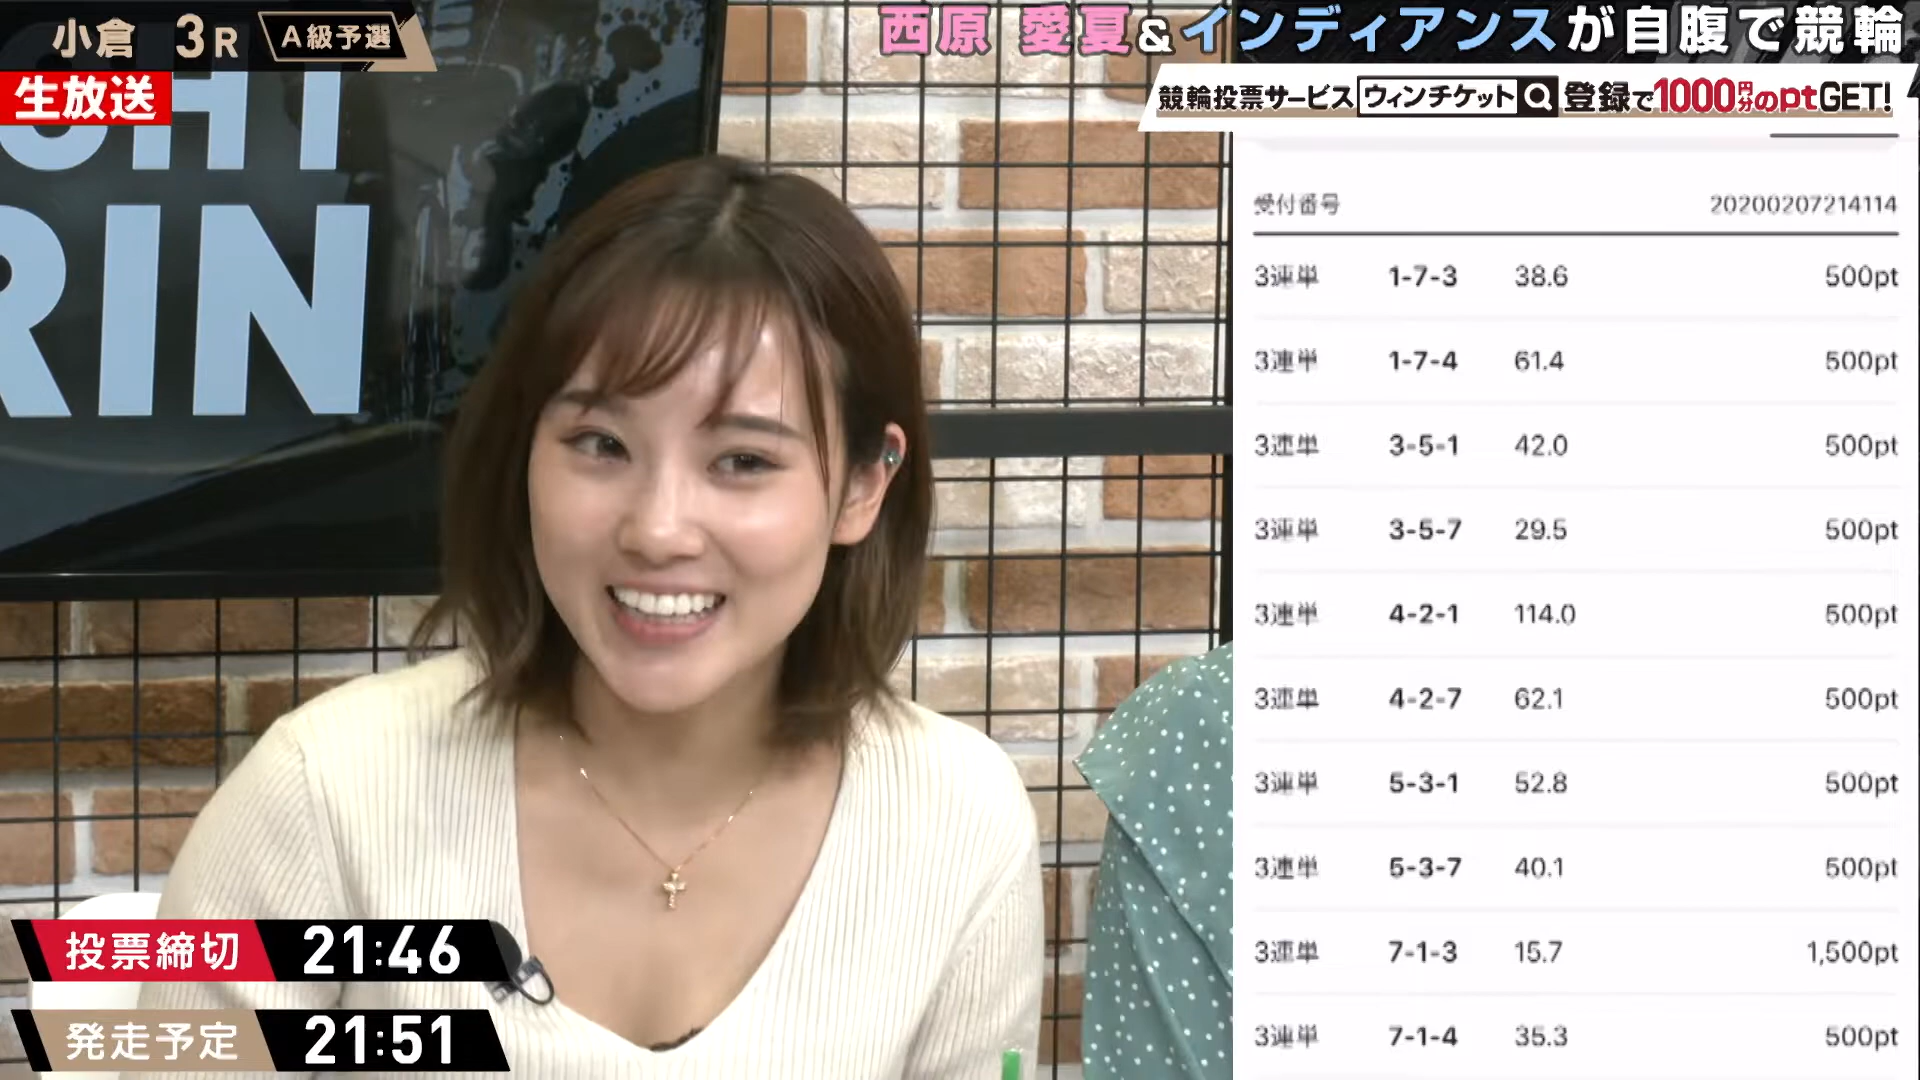 小倉 3R A級予選
生放送
西原 愛夏&インディアンスが自腹で競輪
競輪投票サービス ウィンチケット 登録で1000円分のptGET!
RIN
受付番号 20200207214114
3連単 1-7-3 38.6 500pt
3連単 1-7-4 61.4 500pt
3連単 3-5-1 42.0 500pt
3連単 3-5-7 29.5 500pt
3連単 4-2-1 114.0 500pt
3連単 4-2-7 62.1 500pt
3連単 5-3-1 52.8 500pt
3連単 5-3-7 40.1 500pt
3連単 7-1-3 15.7 1,500pt
3連単 7-1-4 35.3 500pt
投票締切 21:46
発走予定 21:51